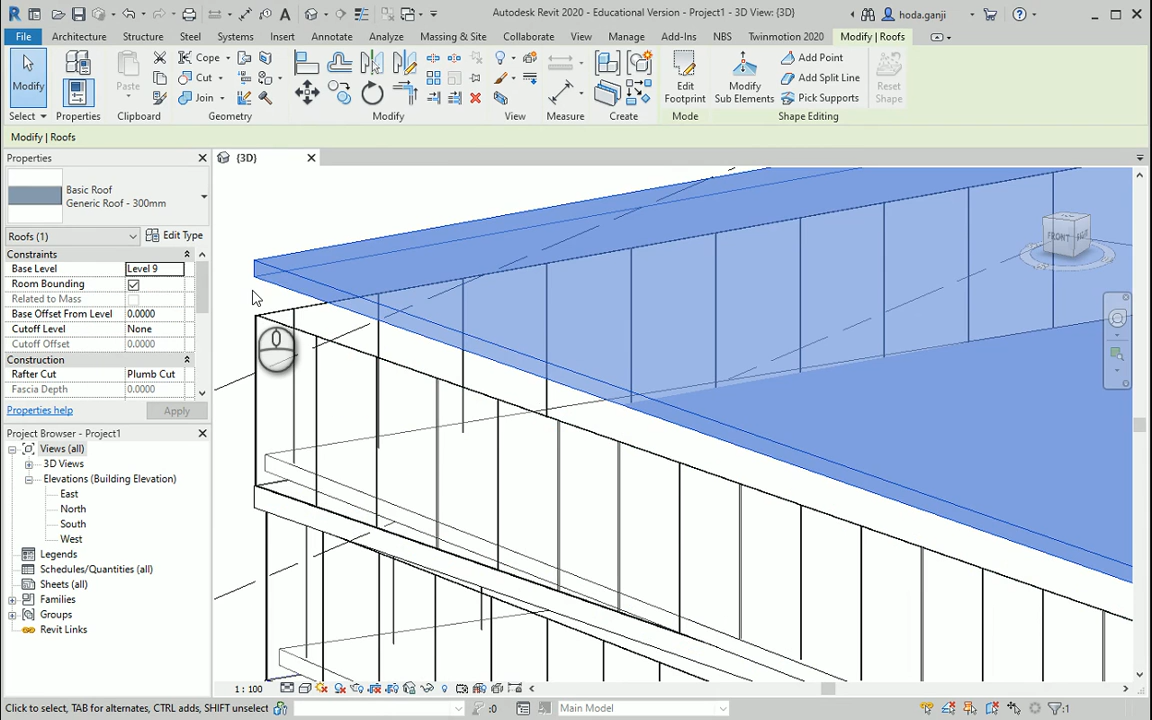 Autodesk Revit 2020 - Educational Version - Project1 - 3D View: {3D}
hoda.ganji
File Architecture Structure Steel Systems Insert Annotate Analyze Massing & Site Collaborate View Manage Add-Ins NBS Twinmotion 2020 Modify | Roofs
Modify
Paste
Cope
Cut
Join
Edit Footprint
Modify Sub Elements
Add Point
Add Split Line
Pick Supports
Reset Shape
Select Properties Clipboard Geometry Modify View Measure Create Mode Shape Editing
Modify | Roofs
Properties
{3D}
Basic Roof
Generic Roof - 300mm
Roofs (1) Edit Type
Constraints
Base Level Level 9
Room Bounding
Related to Mass
Base Offset From Level 0.0000
Cutoff Level None
Cutoff Offset 0.0000
Construction
Rafter Cut Plumb Cut
Fascia Depth 0.0000
Properties help Apply
Project Browser - Project1
Views (all)
3D Views
Elevations (Building Elevation)
East
North
South
West
Legends
Schedules/Quantities (all)
Sheets (all)
Families
Groups
Revit Links
FRONT
1 : 100
Click to select, TAB for alternates, CTRL adds, SHIFT unselect
:0
Main Model
:1